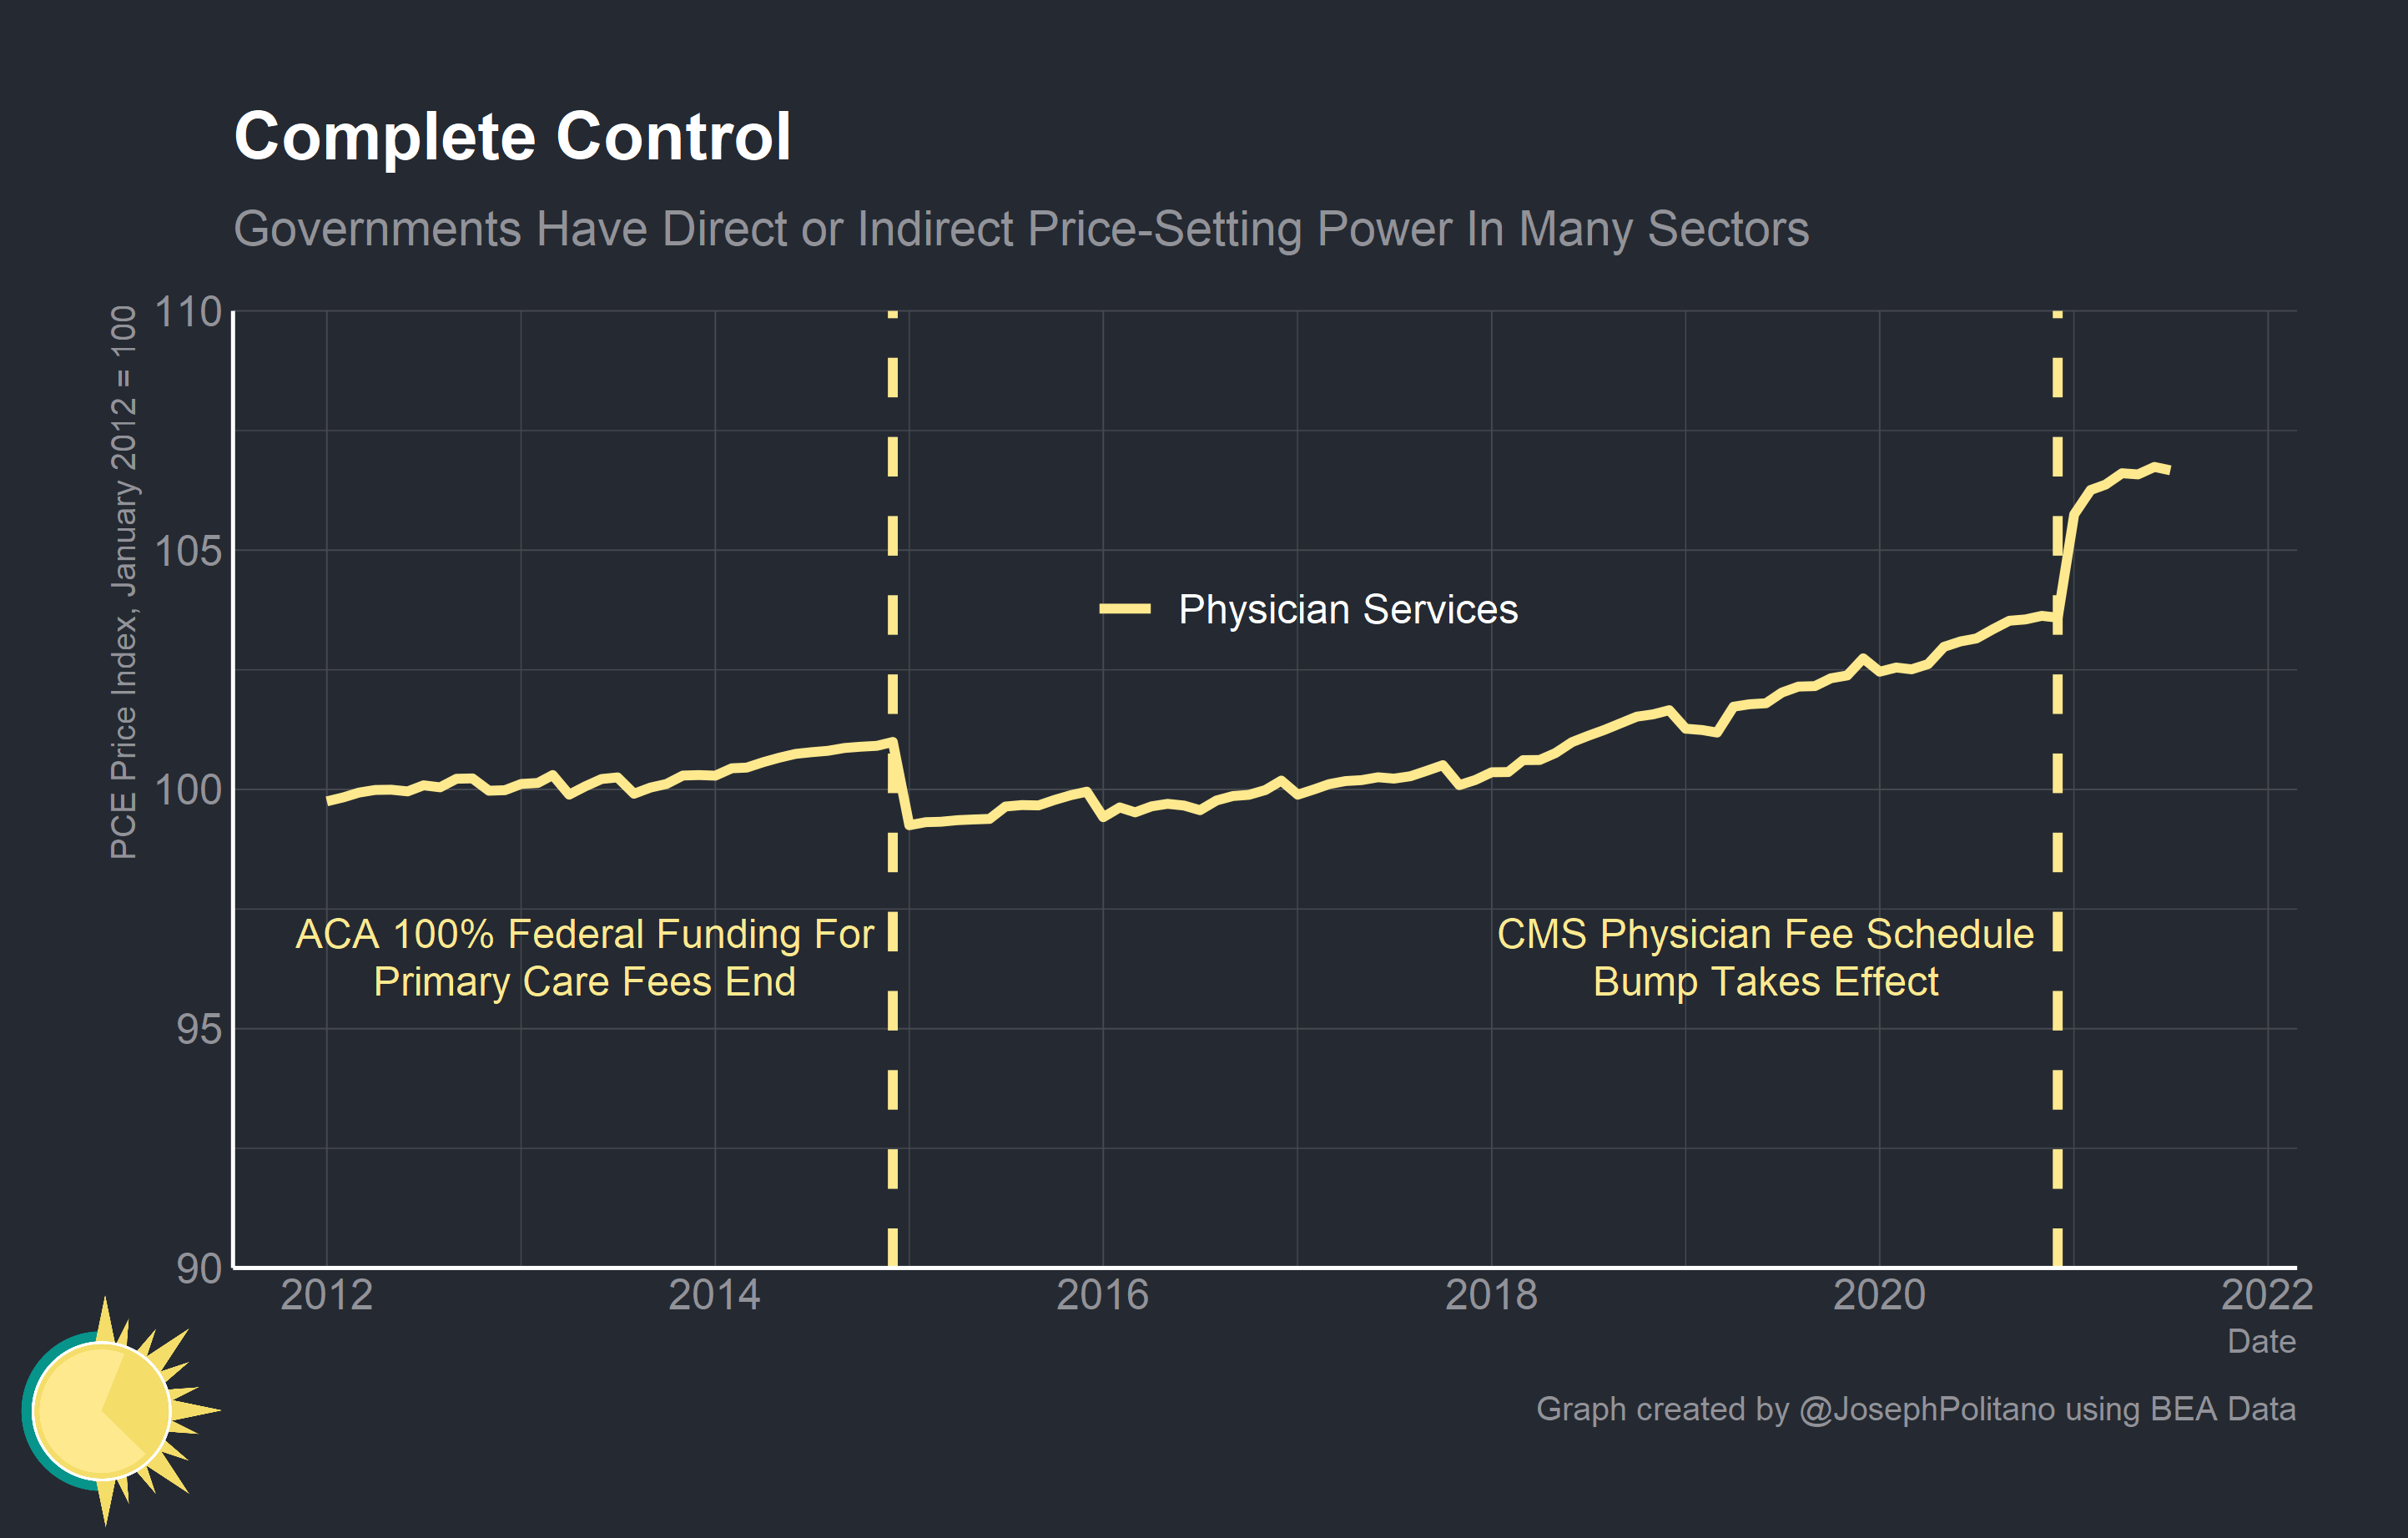 Complete Control
Governments Have Direct or Indirect Price-Setting Power In Many Sectors
PCE Price Index, January 2012 = 100
110
105
100
95
90
Physician Services
ACA 100% Federal Funding For
Primary Care Fees End
CMS Physician Fee Schedule
Bump Takes Effect
2012 2014 2016 2018 2020 2022
Date
Graph created by @JosephPolitano using BEA Data